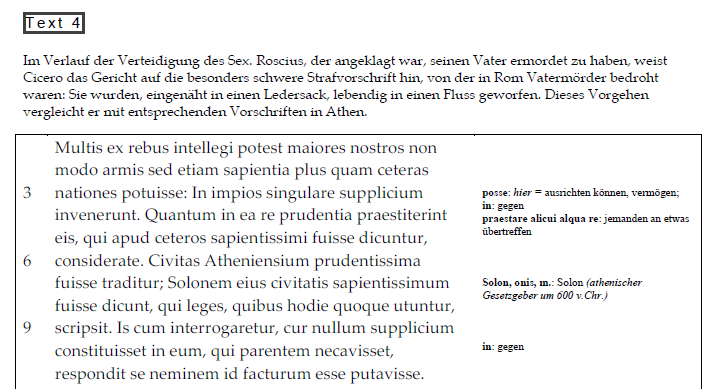 Text 4
Im Verlauf der Verteidigung des Sex. Roscius, der angeklagt war, seinen Vater ermordet zu haben, weist
Cicero das Gericht auf die besonders schwere Strafvorschrift hin, von der in Rom Vatermörder bedroht
waren: Sie wurden, eingenäht in einen Ledersack, lebendig in einen Fluss geworfen. Dieses Vorgehen
vergleicht er mit entsprechenden Vorschriften in Athen.
Multis ex rebus intellegi potest maiores nostros non
modo armis sed etiam sapientia plus quam ceteras
3 nationes potuisse: In impios singulare supplicium
invenerunt. Quantum in ea re prudentia praestiterint
eis, qui apud ceteros sapientissimi fuisse dicuntur,
6 considerate. Civitas Atheniensium prudentissima
fuisse traditur; Solonem eius civitatis sapientissimum
fuisse dicunt, qui leges, quibus hodie quoque utuntur,
9 scripsit. Is cum interrogaretur, cur nullum supplicium
constituisset in eum, qui parentem necavisset,
respondit se neminem id facturum esse putavisse.
posse: hier = ausrichten können, vermögen;
in: gegen
praestare alicui alqua re: jemanden an etwas
übertreffen
Solon, onis, m.: Solon (athenischer
Gesetzgeber um 600 v.Chr.)
in: gegen